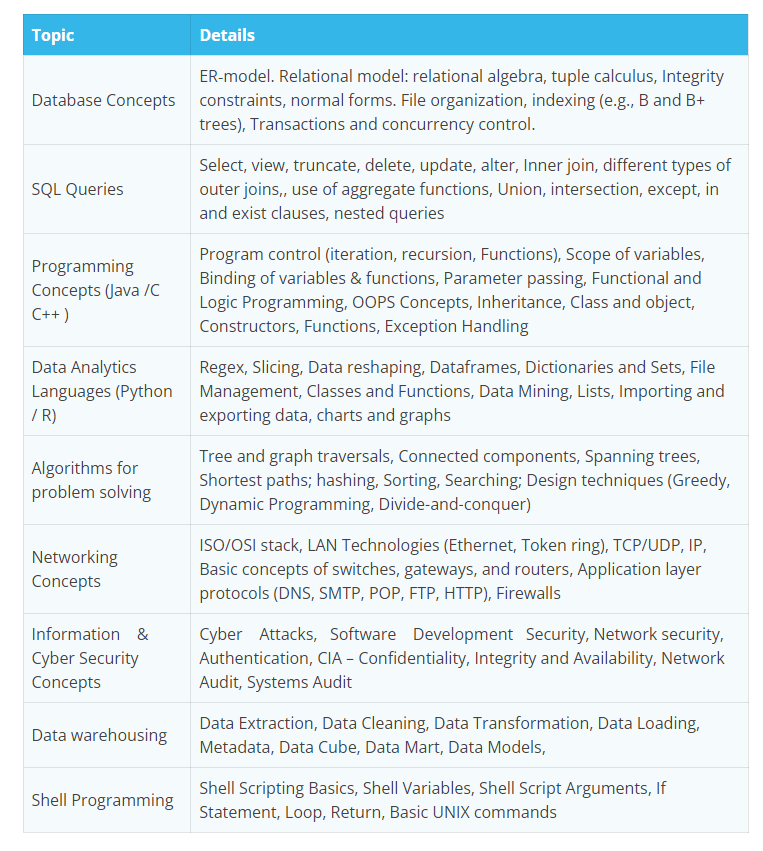 Topic
Details
Database Concepts
ER-model. Relational model: relational algebra, tuple calculus, Integrity
constraints, normal forms. File organization, indexing (e.g., B and B+
trees), Transactions and concurrency control.
SQL Queries
Select, view, truncate, delete, update, alter, Inner join, different types of
outer joins,, use of aggregate functions, Union, intersection, except, in
and exist clauses, nested queries
Programming
Concepts (Java /C
C++ )
Program control (iteration, recursion, Functions), Scope of variables,
Binding of variables & functions, Parameter passing, Functional and
Logic Programming, OOPS Concepts, Inheritance, Class and object,
Constructors, Functions, Exception Handling
Data Analytics
Languages (Python
/ R)
Regex, Slicing, Data reshaping, Dataframes, Dictionaries and Sets, File
Management, Classes and Functions, Data Mining, Lists, Importing and
exporting data, charts and graphs
Algorithms for
problem solving
Tree and graph traversals, Connected components, Spanning trees,
Shortest paths; hashing, Sorting, Searching; Design techniques (Greedy,
Dynamic Programming, Divide-and-conquer)
Networking
Concepts
ISO/OSI stack, LAN Technologies (Ethernet, Token ring), TCP/UDP, IP,
Basic concepts of switches, gateways, and routers, Application layer
protocols (DNS, SMTP, POP, FTP, HTTP), Firewalls
Information &
Cyber Security
Concepts
Cyber Attacks, Software Development Security, Network security,
Authentication, CIA – Confidentiality, Integrity and Availability, Network
Audit, Systems Audit
Data warehousing
Data Extraction, Data Cleaning, Data Transformation, Data Loading,
Metadata, Data Cube, Data Mart, Data Models,
Shell Programming
Shell Scripting Basics, Shell Variables, Shell Script Arguments, If
Statement, Loop, Return, Basic UNIX commands